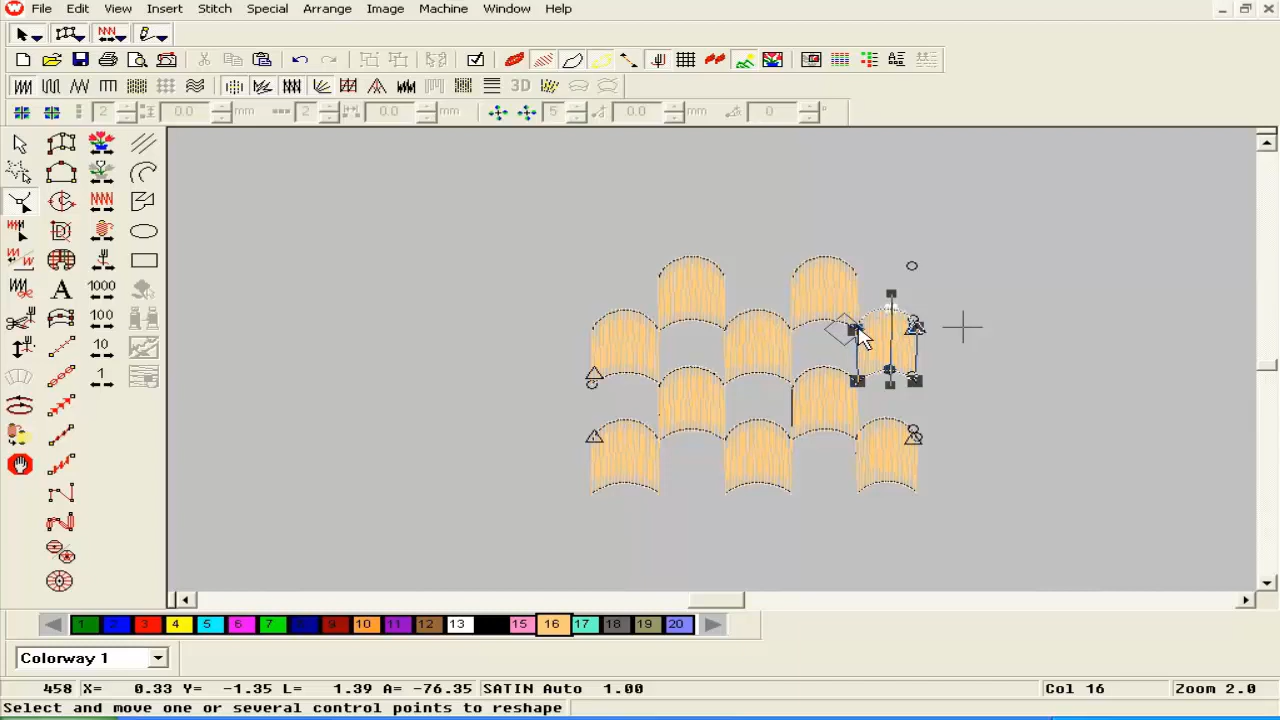 File Edit View Insert Stitch Special Arrange Image Machine Window Help
2 0.0 mm 2 0.0 mm 5 0.0 mm 0 °
3D
A 1000
100
10
1
1 2 3 4 5 6 7 8 9 10 11 12 13 15 16 17 18 19 20
Colorway 1
458 X= 0.33 Y= -1.35 L= 1.39 A= -76.35 SATIN Auto 1.00 Col 16 Zoom 2.0
Select and move one or several control points to reshape